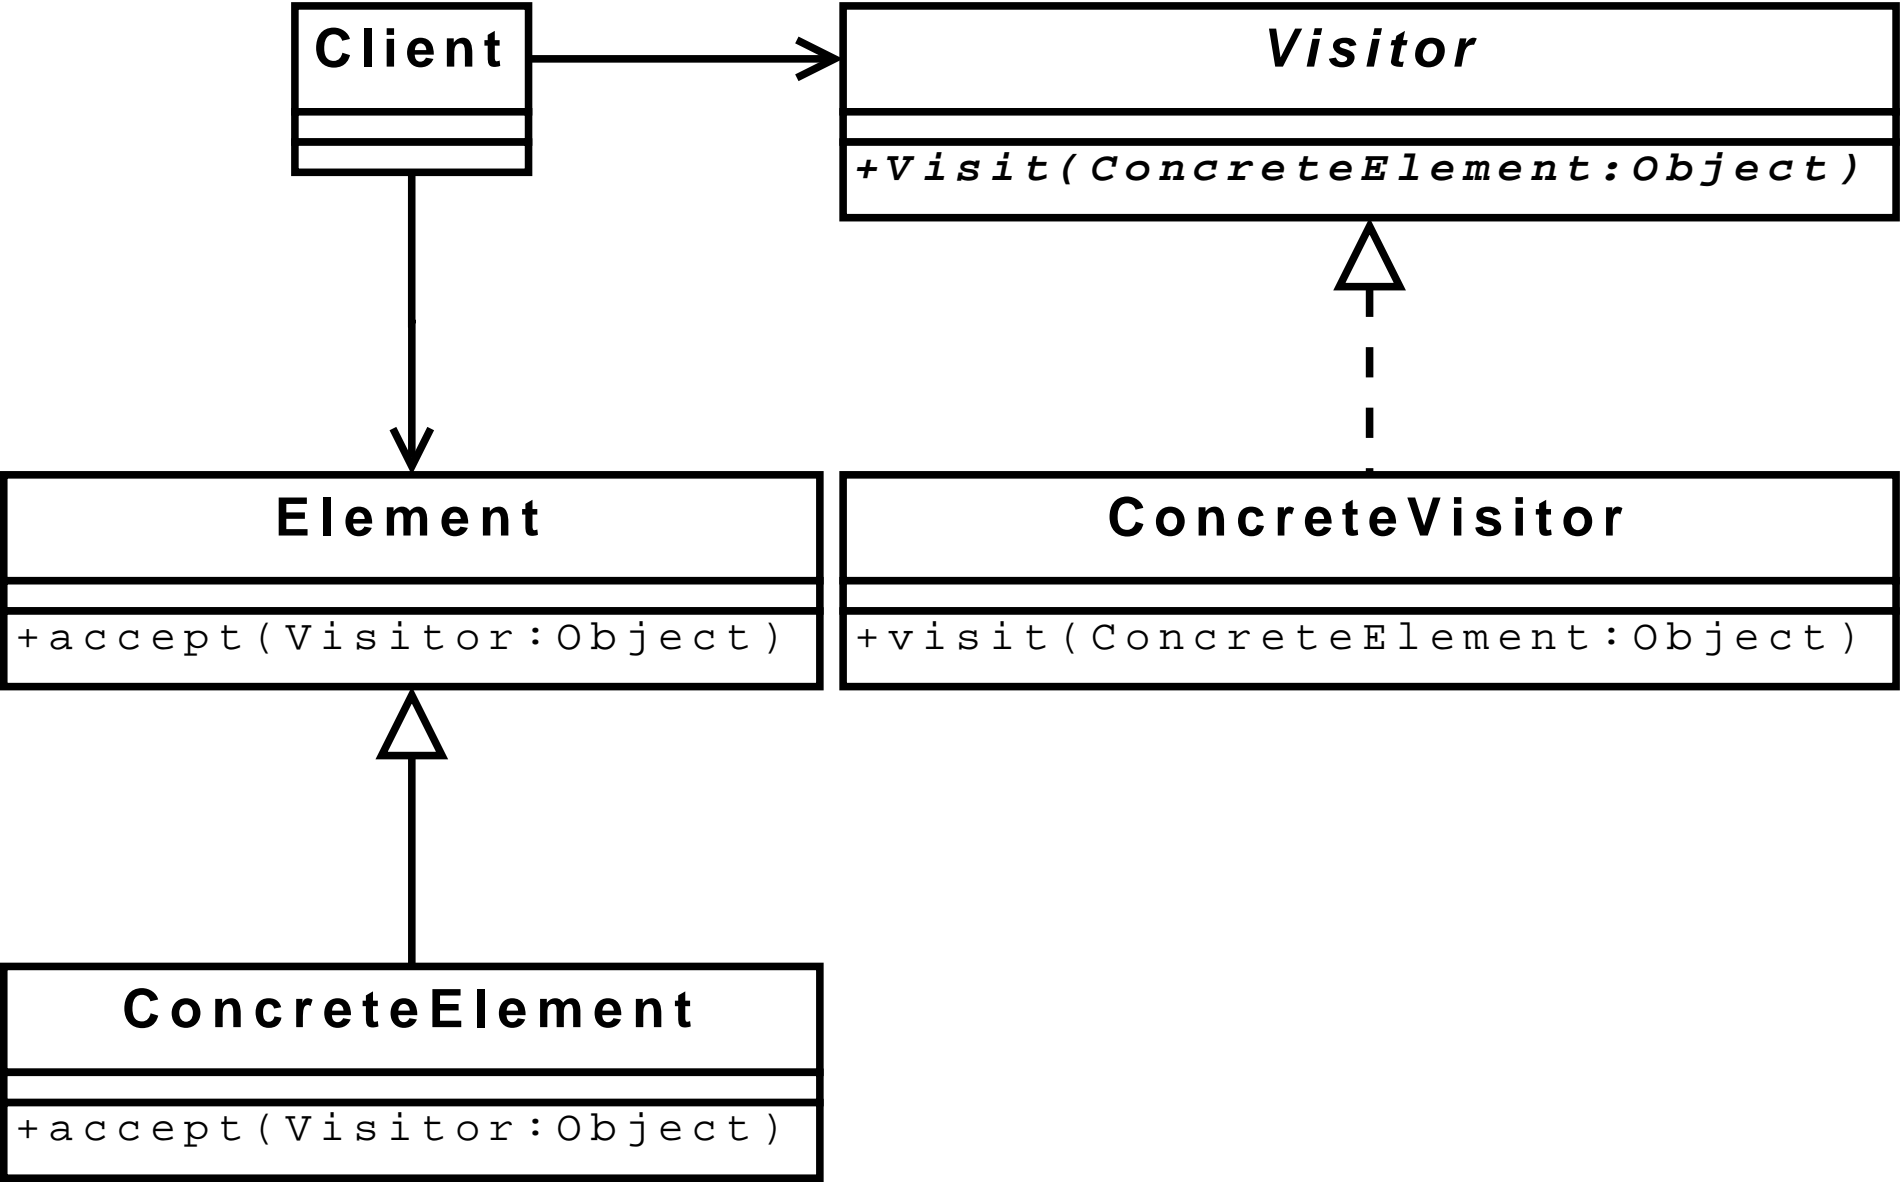 Client
Visitor
+Visit(ConcreteElement:Object)
Element
+accept(Visitor:Object)
ConcreteVisitor
+visit(ConcreteElement:Object)
ConcreteElement
+accept(Visitor:Object)